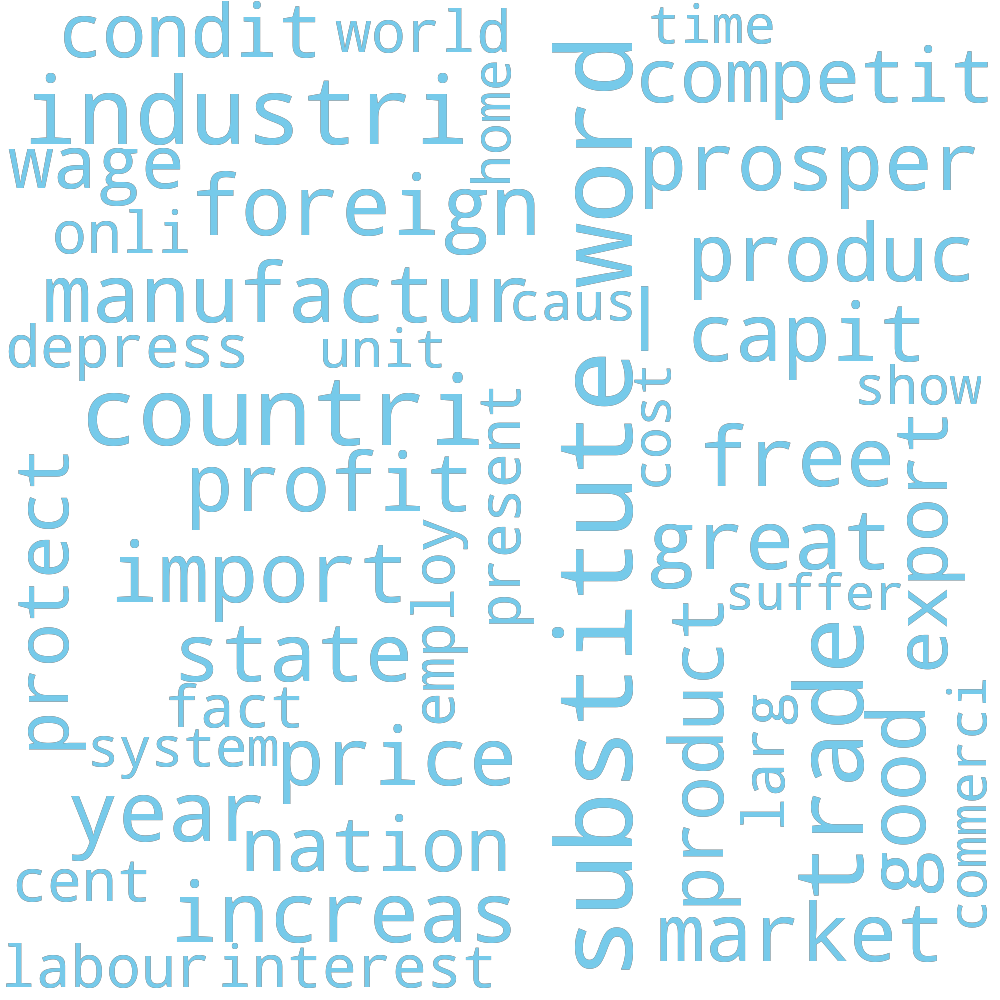 condit
world
time
competit
industri
home
substitute_word
wage
prosper
foreign
onli
produc
manufactur
caus
capit
depress
unit
show
countri
cost
present
free
export
profit
protect
great
import
employ
suffer
state
product
trade
fact
larg
commerci
system
price
good
year
nation
cent
increas
market
labour
interest